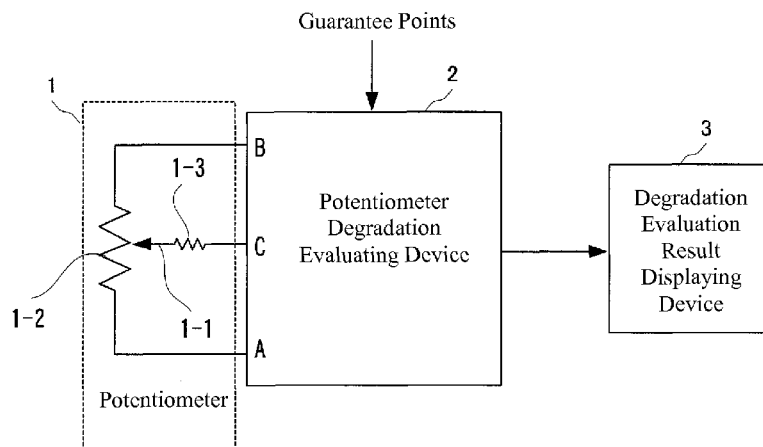 Guarantee Points
1
2
B
1-3
3
Potentiometer
Degradation
Evaluating Device
Degradation
Evaluation
Result
Displaying
Device
C
1-2
1-1
A
Potentiometer